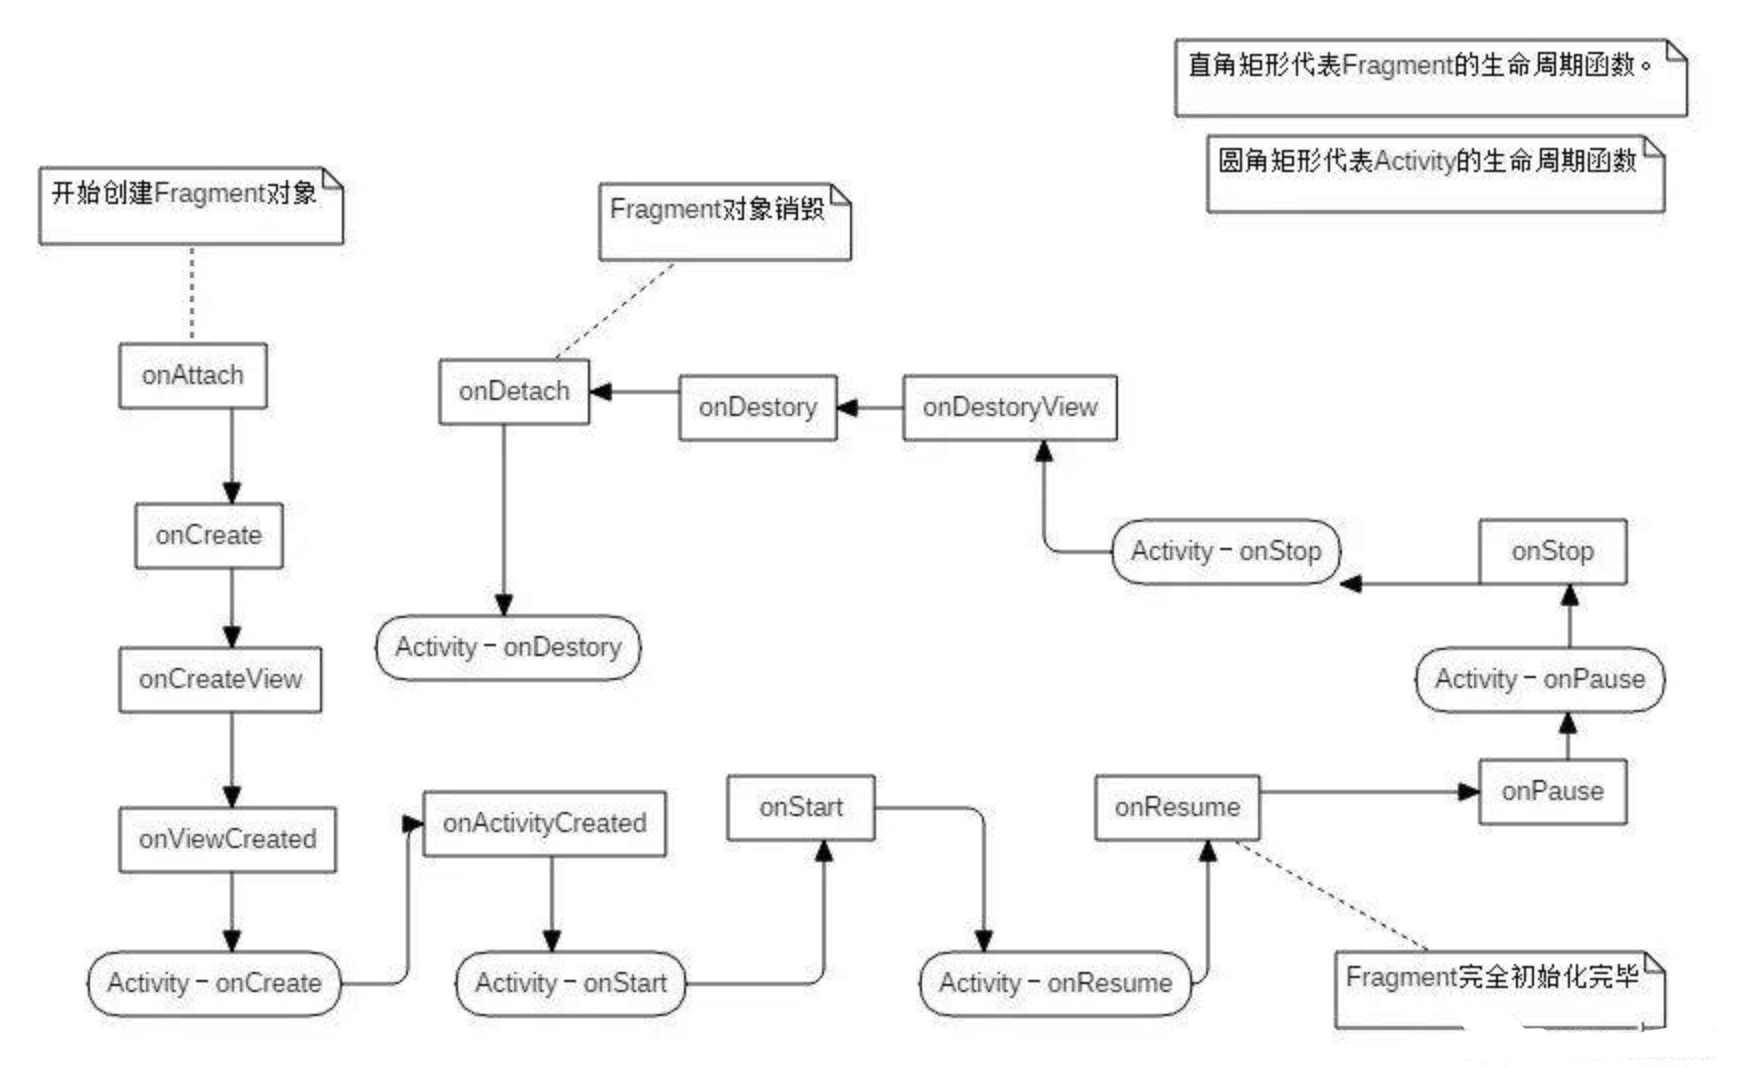 直角矩形代表Fragment的生命周期函数。
圆角矩形代表Activity的生命周期函数
开始创建Fragment对象
Fragment对象销毁
onAttach
onDetach
onDestory
onDestoryView
onCreate
Activity - onStop
onStop
Activity - onDestory
onCreateView
Activity - onPause
onViewCreated
onActivityCreated
onStart
onResume
onPause
Activity - onCreate
Activity - onStart
Activity - onResume
Fragment完全初始化完毕